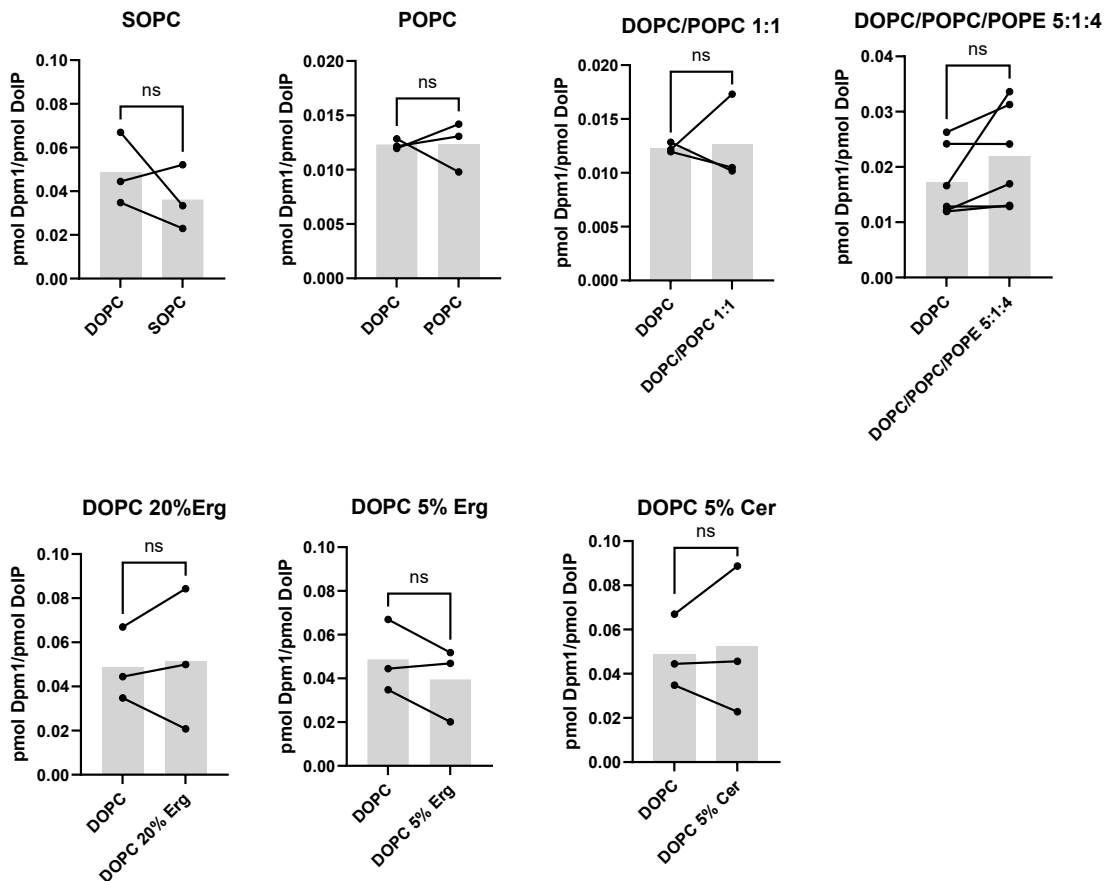 SOPC
pmol Dpm1/pmol DolP
0.10
0.08
0.06
0.04
0.02
0.00
ns
DOPC
SOPC
POPC
pmol Dpm1/pmol DolP
0.020
0.015
0.010
0.005
0.000
ns
DOPC
POPC
DOPC/POPC 1:1
pmol Dpm1/pmol DolP
0.020
0.015
0.010
0.005
0.000
ns
DOPC
DOPC/POPC 1:1
DOPC/POPC/POPE 5:1:4
pmol Dpm1/pmol DolP
0.04
0.03
0.02
0.01
0.00
ns
DOPC
DOPC/POPC/POPE 5:1:4
DOPC 20%Erg
pmol Dpm1/pmol DolP
0.10
0.08
0.06
0.04
0.02
0.00
ns
DOPC
DOPC 20% Erg
DOPC 5% Erg
pmol Dpm1/pmol DolP
0.10
0.08
0.06
0.04
0.02
0.00
ns
DOPC
DOPC 5% Erg
DOPC 5% Cer
pmol Dpm1/pmol DolP
0.10
0.08
0.06
0.04
0.02
0.00
ns
DOPC
DOPC 5% Cer